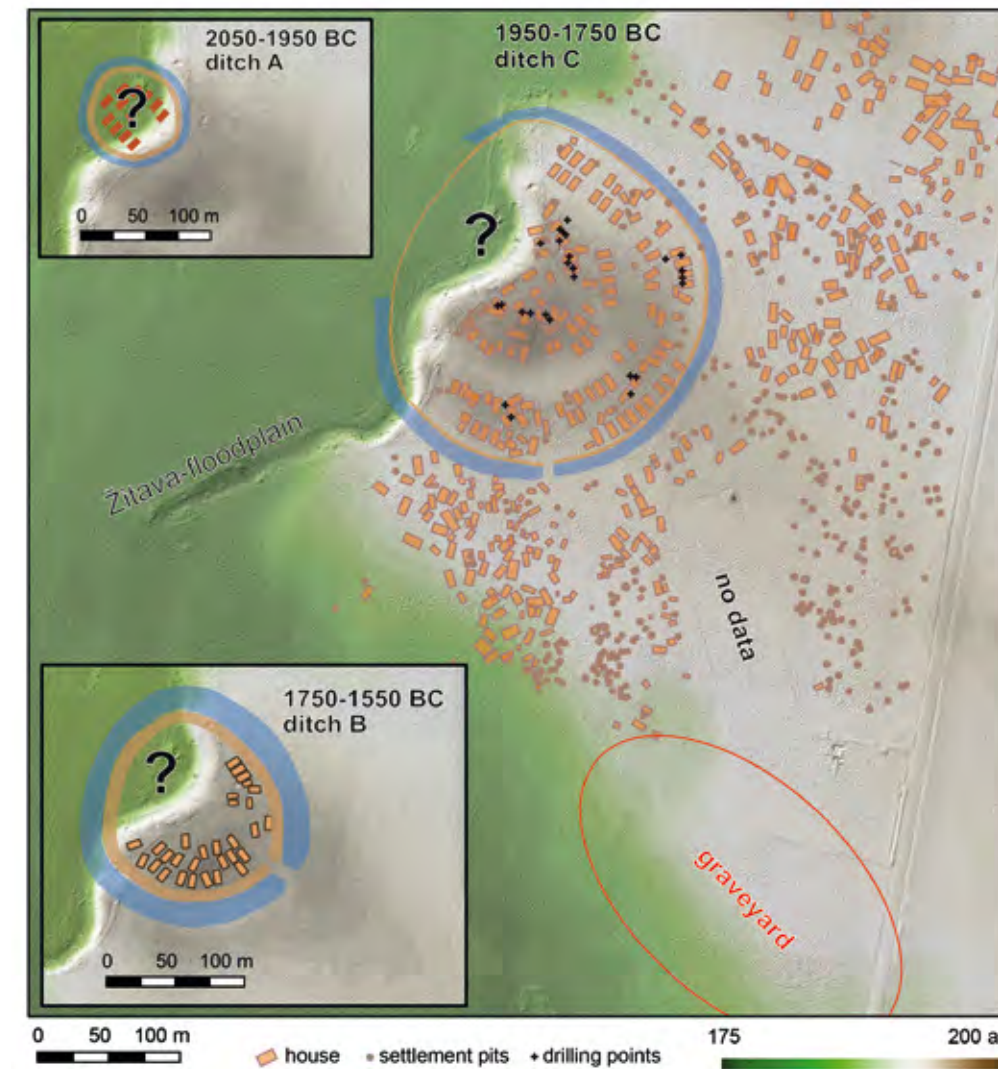 2050-1950 BC
ditch A
?
0 50 100 m
1950-1750 BC
ditch C
?
Žitava-floodplain
no data
1750-1550 BC
ditch B
?
0 50 100 m
graveyard
0 50 100 m
house
settlement pits
drilling points
175
200 a